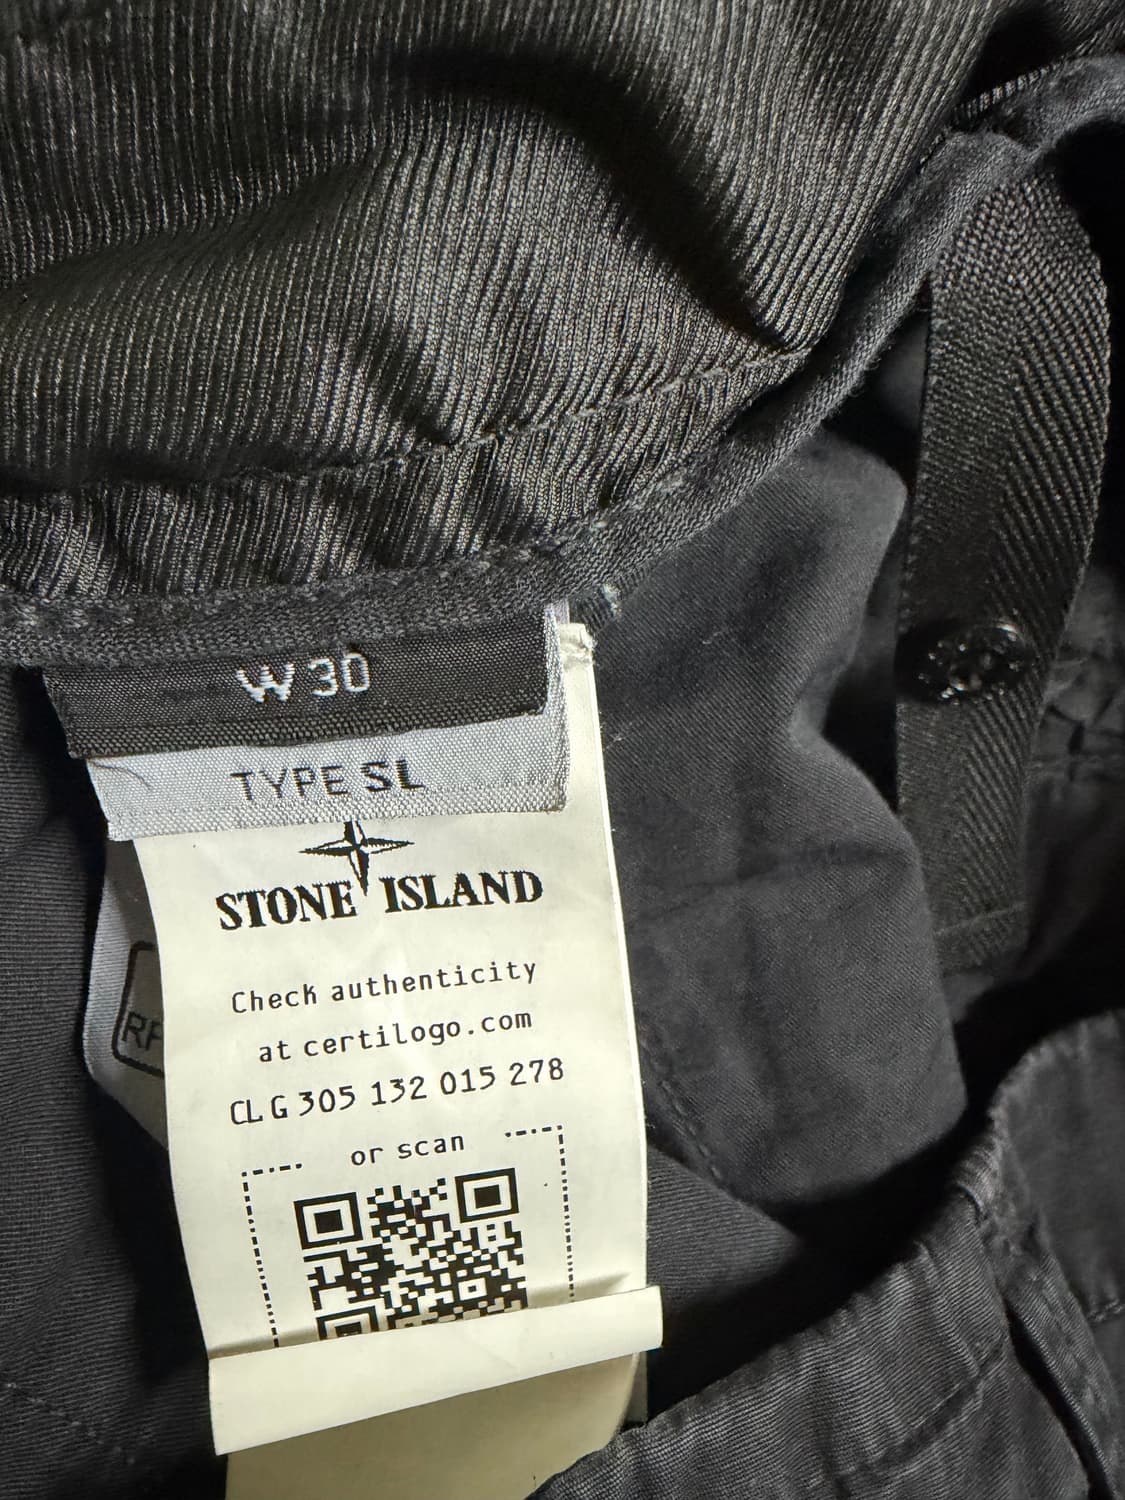 W 30
TYPE SL
STONE ISLAND
Check authenticity
at certilogo.com
CLG 305 132 015 278
or scan